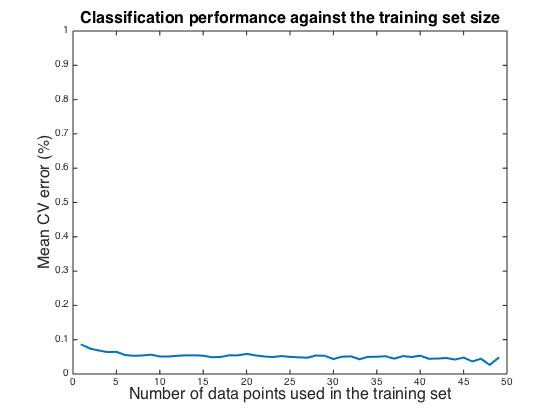 Classification performance against the training set size
Mean CV error (%)
1
0.9
0.8
0.7
0.6
0.5
0.4
0.3
0.2
0.1
0
0 5 10 15 20 25 30 35 40 45 50
Number of data points used in the training set